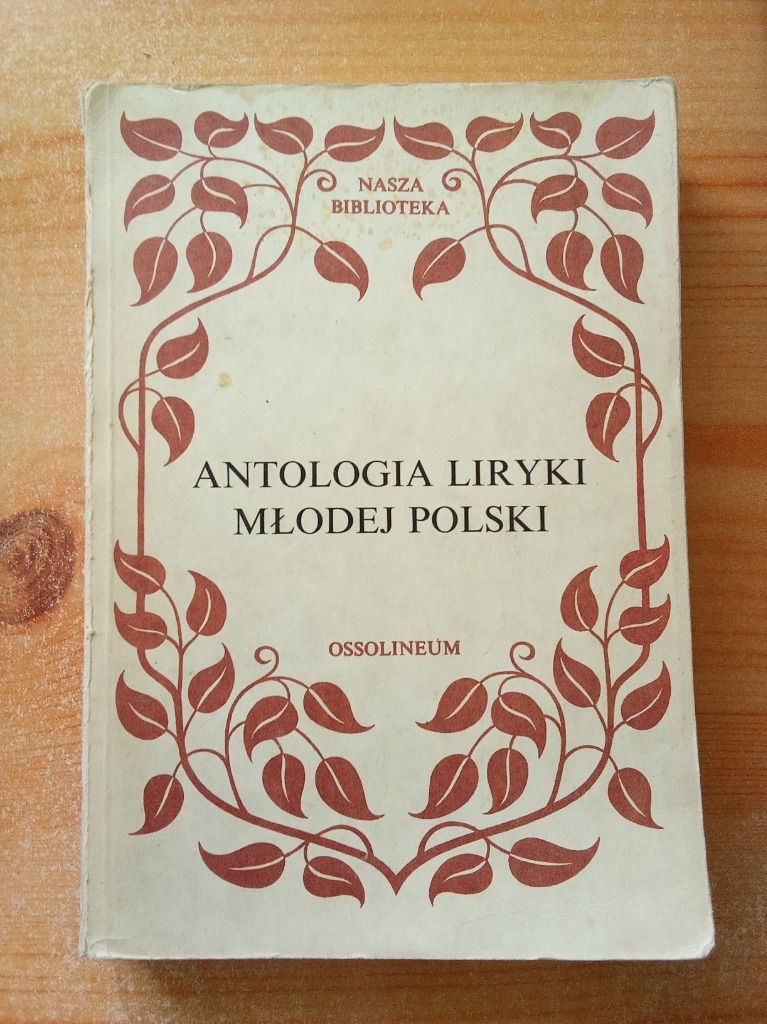 NASZA
BIBLIOTEKA
ANTOLOGIA LIRYKI
MŁODEJ POLSKI
OSSOLINEUM